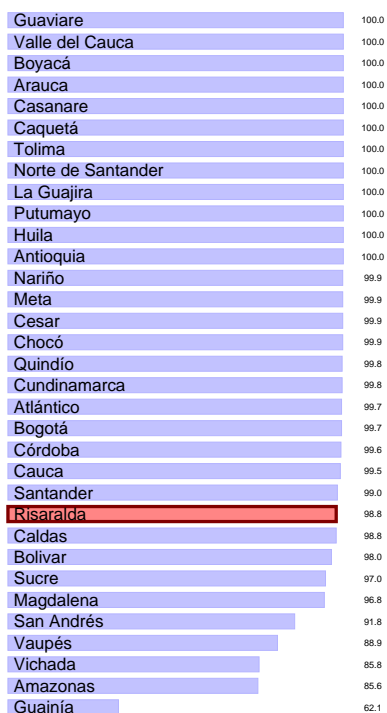 Guaviare 100.0
Valle del Cauca 100.0
Boyacá 100.0
Arauca 100.0
Casanare 100.0
Caquetá 100.0
Tolima 100.0
Norte de Santander 100.0
La Guajira 100.0
Putumayo 100.0
Huila 100.0
Antioquia 100.0
Nariño 99.9
Meta 99.9
Cesar 99.9
Chocó 99.9
Quindío 99.8
Cundinamarca 99.8
Atlántico 99.7
Bogotá 99.7
Córdoba 99.6
Cauca 99.5
Santander 99.0
Risaralda 98.8
Caldas 98.8
Bolivar 98.0
Sucre 97.0
Magdalena 96.8
San Andrés 91.8
Vaupés 88.9
Vichada 85.8
Amazonas 85.6
Guainía 62.1